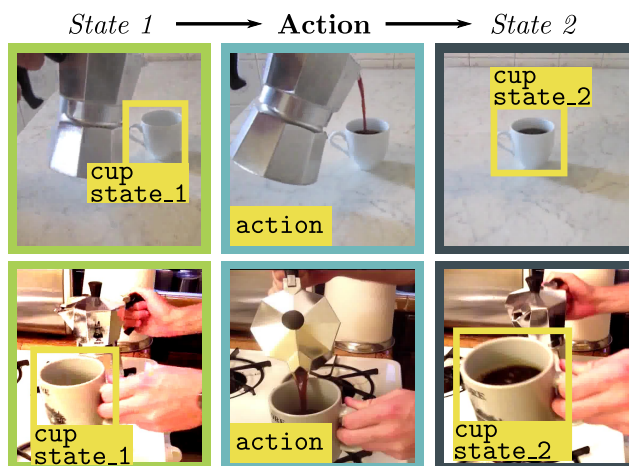 State 1 Action State 2
cup
state_1
action
cup
state_2
cup
state_1
action
cup
state_2